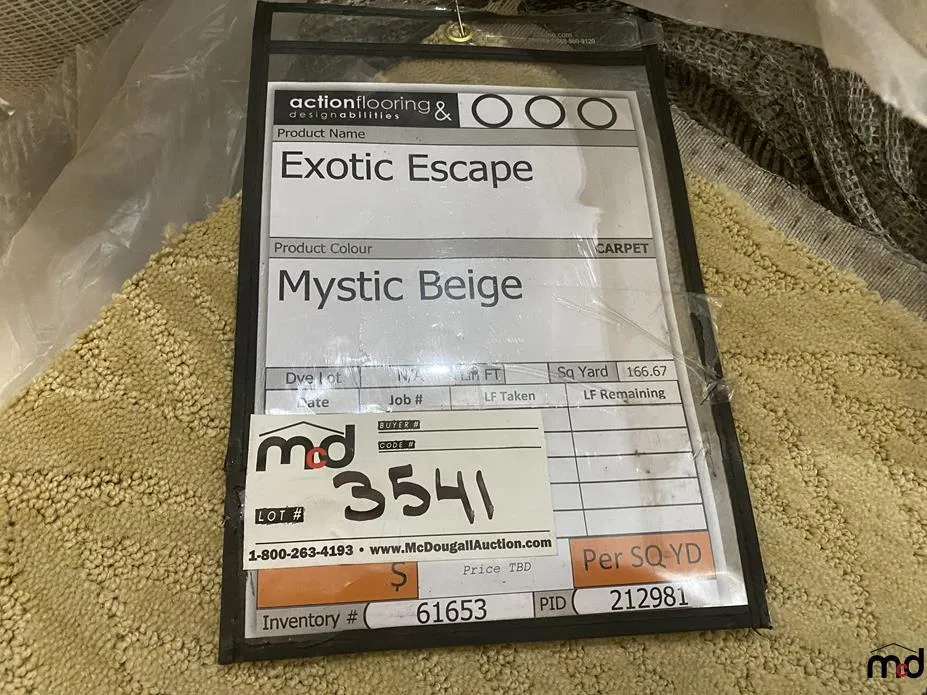 actionflooring
designabilities &
Product Name
Exotic Escape
Product Colour CARPET
Mystic Beige
Dye Lot N/A Lin FT Sq Yard 166.67
Date Job # LF Taken LF Remaining
mcd
BUYER #
CODE #
LOT # 3541
1-800-263-4193 • www.McDougallAuction.com
$ Price TBD Per SQ-YD
Inventory # 61653 PID 212981
mcd